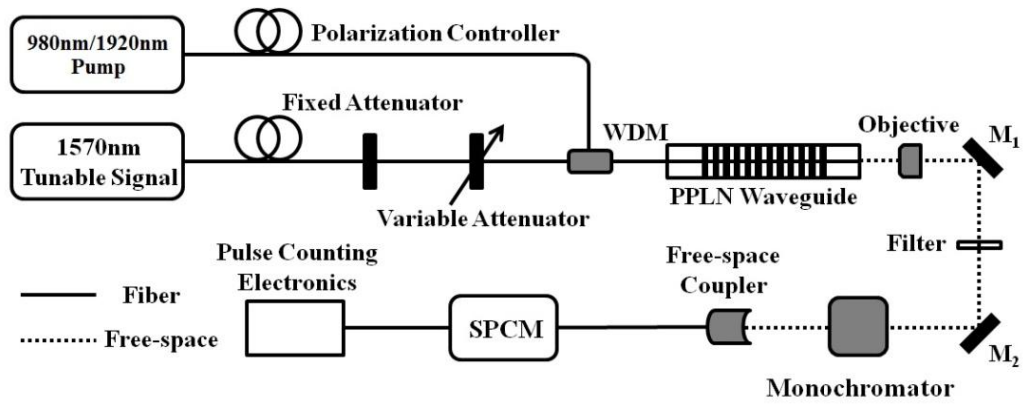 980nm/1920nm
Pump
Polarization Controller
Fixed Attenuator
1570nm
Tunable Signal
Variable Attenuator
WDM
PPLN Waveguide
Objective
M1
Filter
M2
Monochromator
Free-space
Coupler
SPCM
Pulse Counting
Electronics
Fiber
Free-space